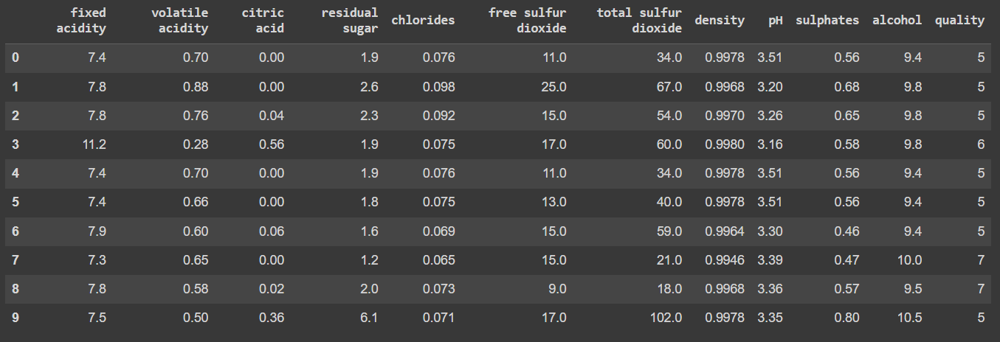 fixed acidity volatile acidity citric acid residual sugar chlorides free sulfur dioxide total sulfur dioxide density pH sulphates alcohol quality
0 7.4 0.70 0.00 1.9 0.076 11.0 34.0 0.9978 3.51 0.56 9.4 5
1 7.8 0.88 0.00 2.6 0.098 25.0 67.0 0.9968 3.20 0.68 9.8 5
2 7.8 0.76 0.04 2.3 0.092 15.0 54.0 0.9970 3.26 0.65 9.8 5
3 11.2 0.28 0.56 1.9 0.075 17.0 60.0 0.9980 3.16 0.58 9.8 6
4 7.4 0.70 0.00 1.9 0.076 11.0 34.0 0.9978 3.51 0.56 9.4 5
5 7.4 0.66 0.00 1.8 0.075 13.0 40.0 0.9978 3.51 0.56 9.4 5
6 7.9 0.60 0.06 1.6 0.069 15.0 59.0 0.9964 3.30 0.46 9.4 5
7 7.3 0.65 0.00 1.2 0.065 15.0 21.0 0.9946 3.39 0.47 10.0 7
8 7.8 0.58 0.02 2.0 0.073 9.0 18.0 0.9968 3.36 0.57 9.5 7
9 7.5 0.50 0.36 6.1 0.071 17.0 102.0 0.9978 3.35 0.80 10.5 5